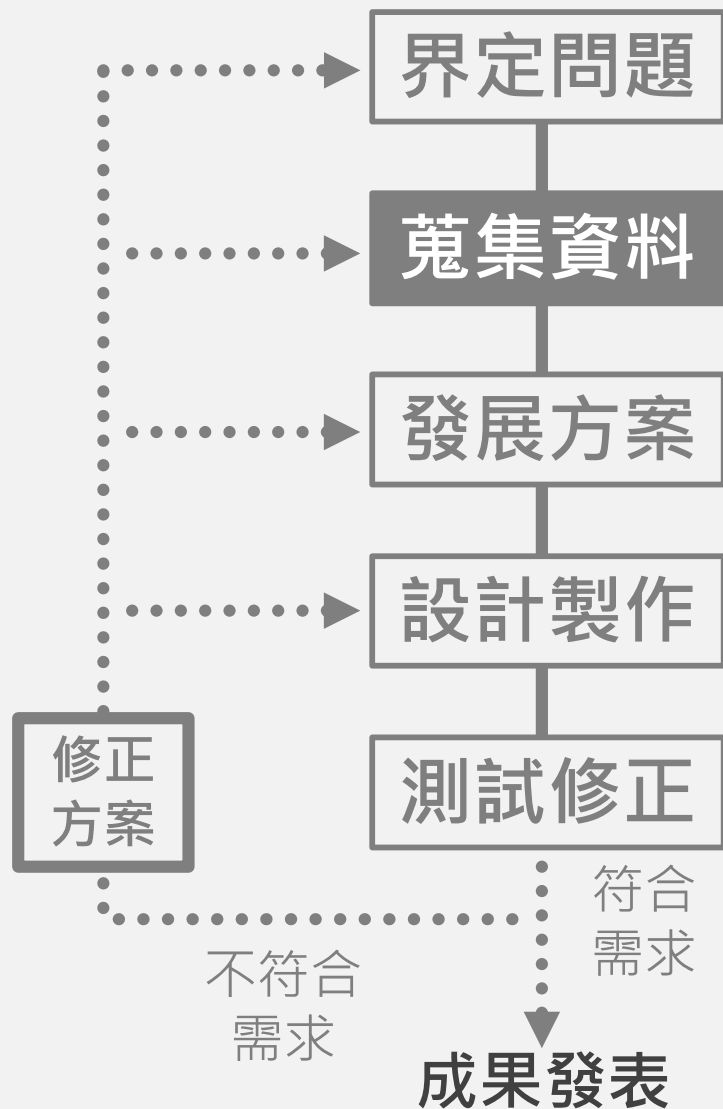 界定問題
蒐集資料
發展方案
設計製作
測試修正
修正
方案
符合
需求
不符合
需求
成果發表